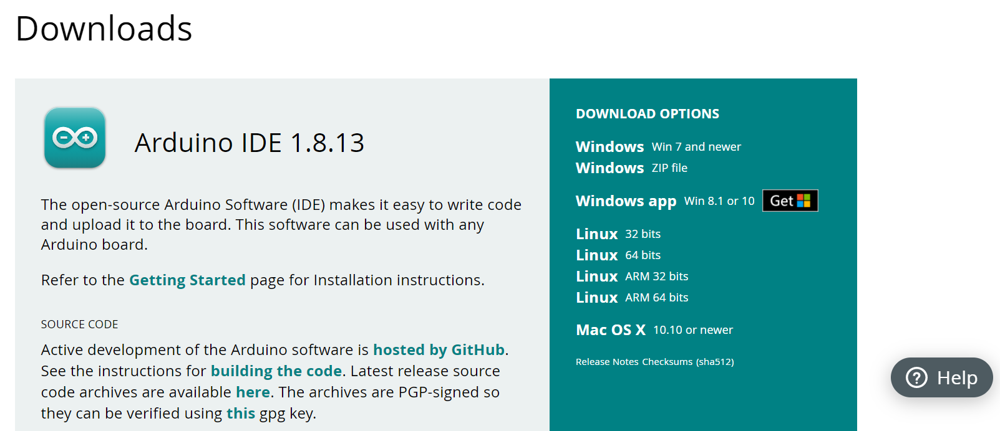 Downloads
Arduino IDE 1.8.13
The open-source Arduino Software (IDE) makes it easy to write code
and upload it to the board. This software can be used with any
Arduino board.
Refer to the Getting Started page for Installation instructions.
SOURCE CODE
Active development of the Arduino software is hosted by GitHub.
See the instructions for building the code. Latest release source
code archives are available here. The archives are PGP-signed so
they can be verified using this gpg key.
DOWNLOAD OPTIONS
Windows Win 7 and newer
Windows ZIP file
Windows app Win 8.1 or 10 Get
Linux 32 bits
Linux 64 bits
Linux ARM 32 bits
Linux ARM 64 bits
Mac OS X 10.10 or newer
Release Notes Checksums (sha512)
Help